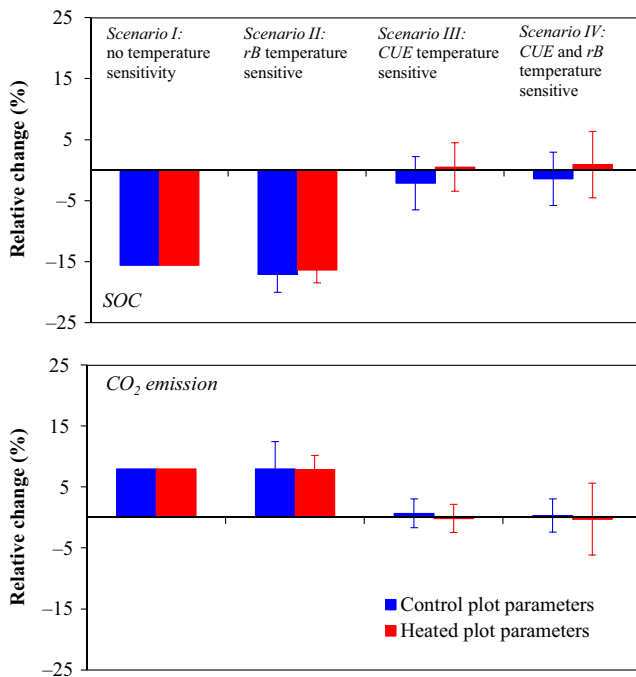 25
15
5
−5
−15
−25
Relative change (%)
Scenario I:
no temperature
sensitivity
Scenario II:
rB temperature
sensitive
Scenario III:
CUE temperature
sensitive
Scenario IV:
CUE and rB
temperature
sensitive
SOC
25
15
5
−5
−15
−25
Relative change (%)
CO₂ emission
Control plot parameters
Heated plot parameters